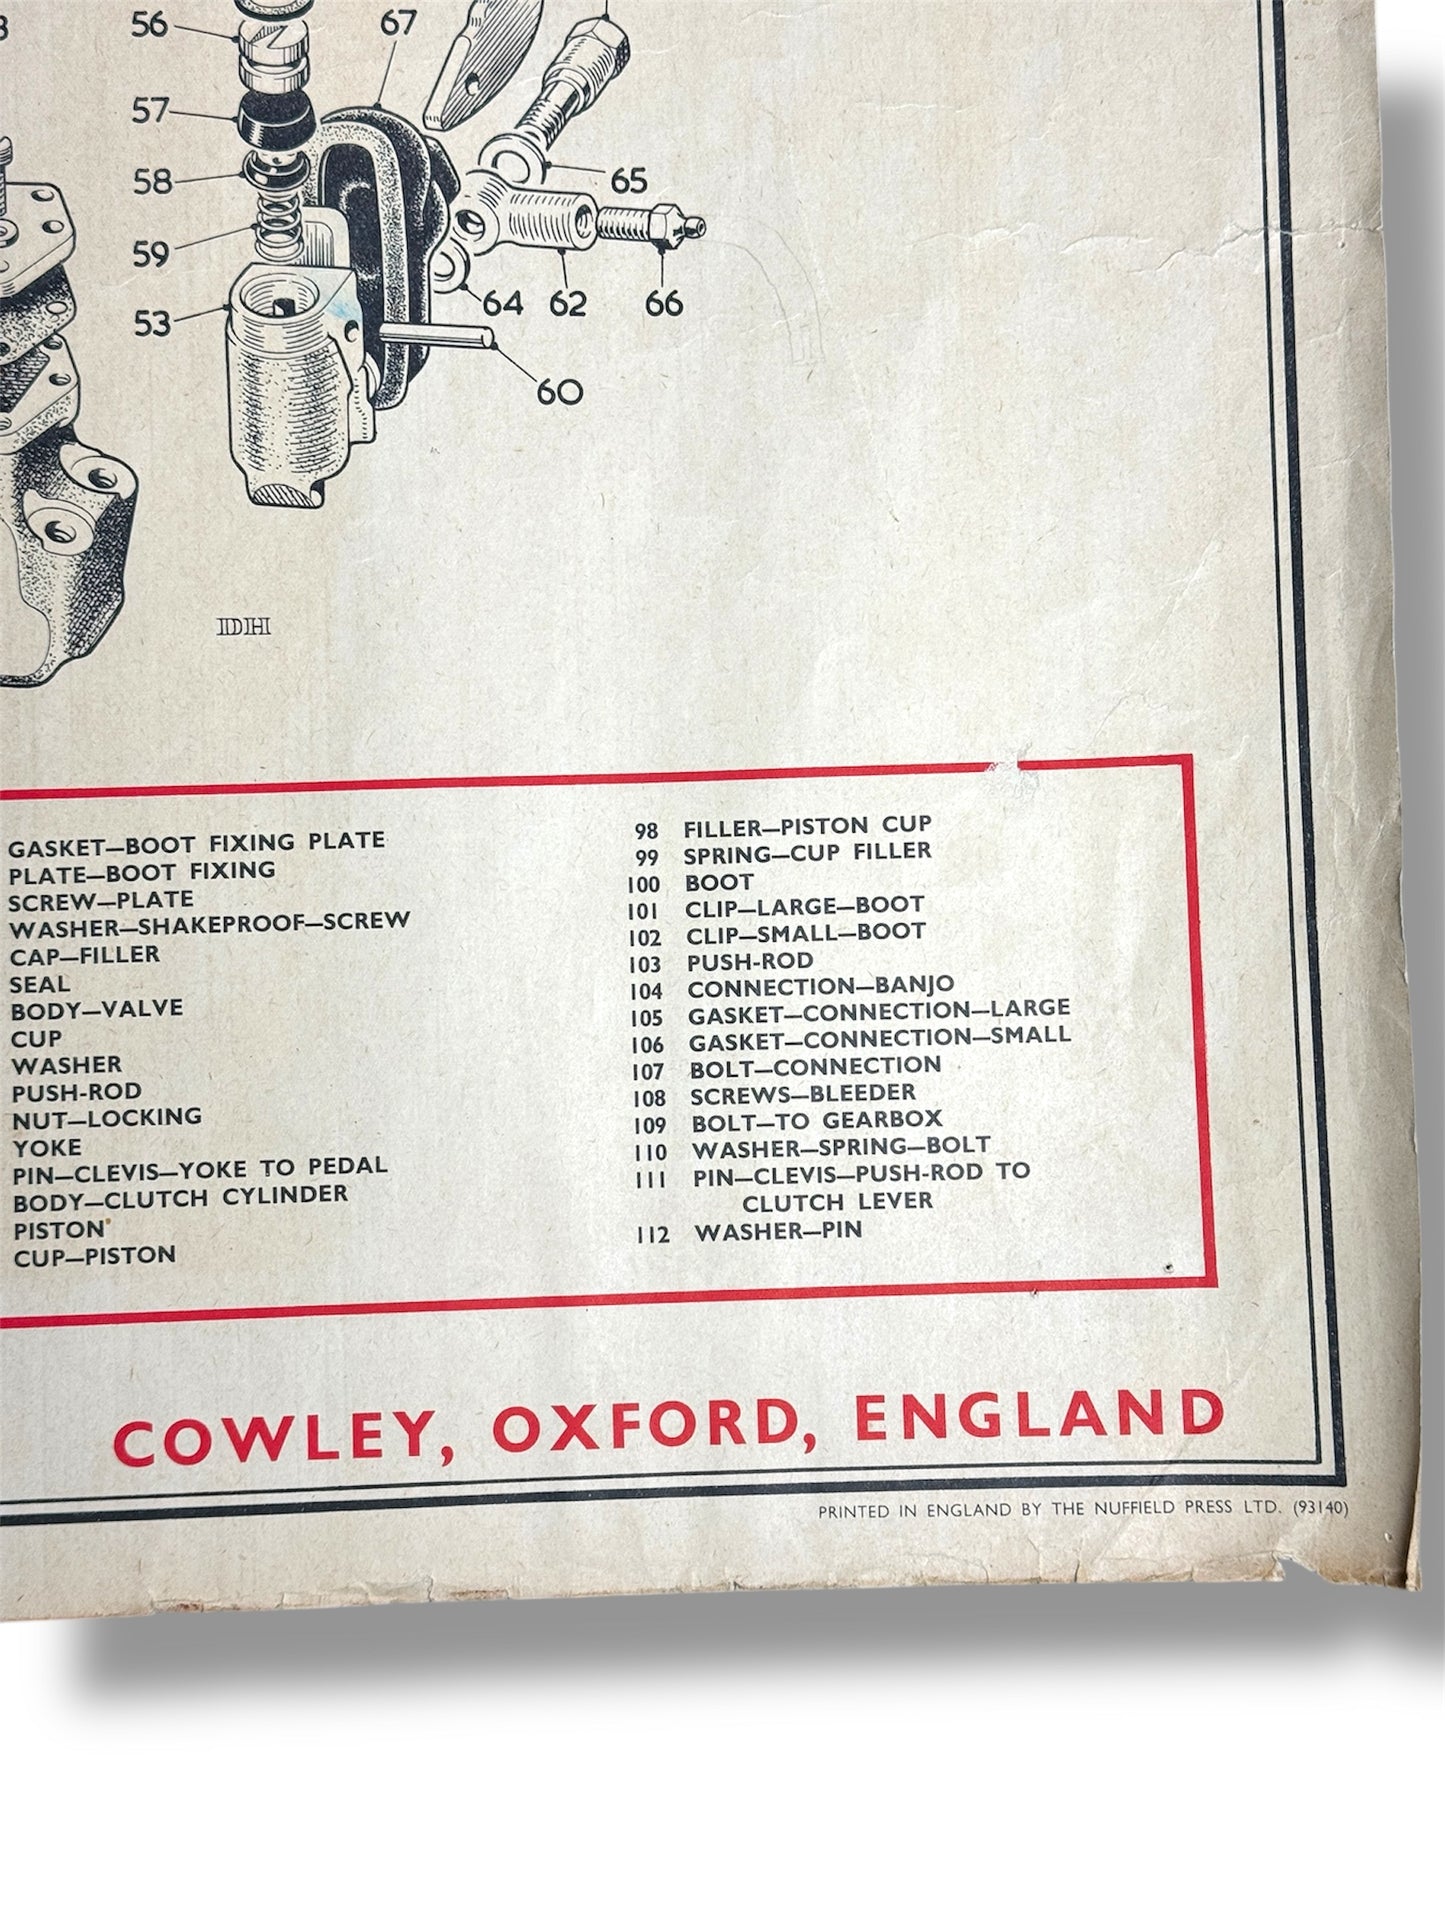 56
67
57
58
65
59
64
62
66
53
60
DH
GASKET—BOOT FIXING PLATE
PLATE—BOOT FIXING
SCREW—PLATE
WASHER—SHAKEPROOF—SCREW
CAP—FILLER
SEAL
BODY—VALVE
CUP
WASHER
PUSH-ROD
NUT—LOCKING
YOKE
PIN—CLEVIS—YOKE TO PEDAL
BODY—CLUTCH CYLINDER
PISTON
CUP—PISTON
98 FILLER—PISTON CUP
99 SPRING—CUP FILLER
100 BOOT
101 CLIP—LARGE—BOOT
102 CLIP—SMALL—BOOT
103 PUSH-ROD
104 CONNECTION—BANJO
105 GASKET—CONNECTION—LARGE
106 GASKET—CONNECTION—SMALL
107 BOLT—CONNECTION
108 SCREWS—BLEEDER
109 BOLT—TO GEARBOX
110 WASHER—SPRING—BOLT
111 PIN—CLEVIS—PUSH-ROD TO
CLUTCH LEVER
112 WASHER—PIN
COWLEY, OXFORD, ENGLAND
PRINTED IN ENGLAND BY THE NUFFIELD PRESS LTD. (93140)